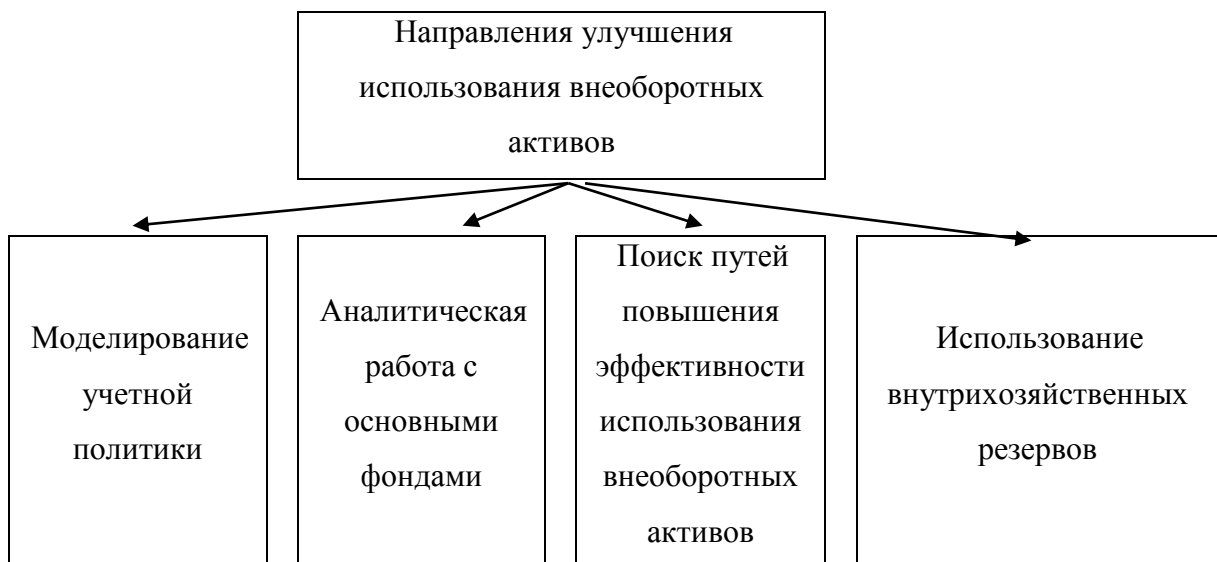 Направления улучшения
использования внеоборотных
активов
Моделирование
учетной
политики
Аналитическая
работа с
основными
фондами
Поиск путей
повышения
эффективности
использования
внеоборотных
активов
Использование
внутрихозяйственных
резервов